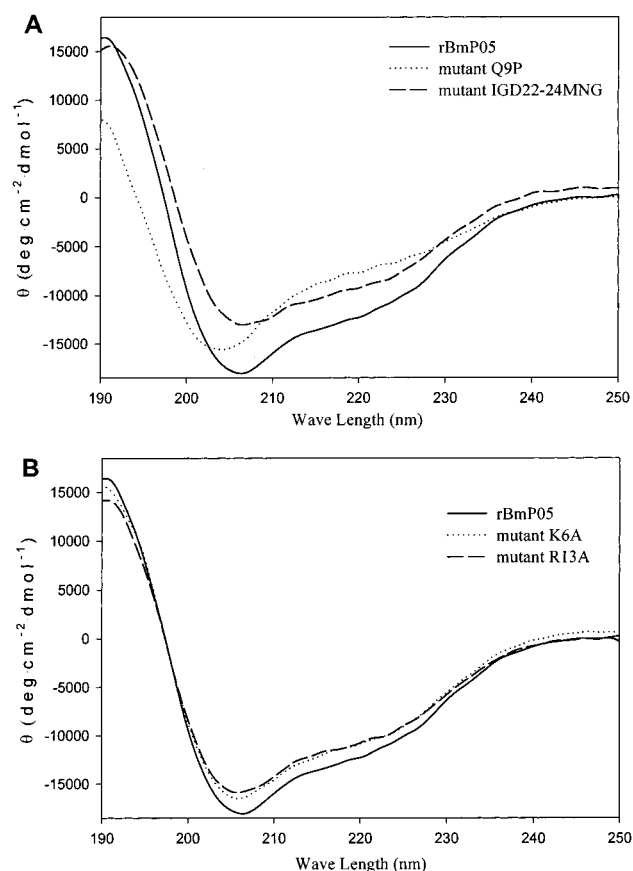 A
rBmP05
mutant Q9P
mutant IGD22-24MNG
15000
10000
5000
0
-5000
-10000
-15000
θ (deg cm⁻² dmol⁻¹)
190 200 210 220 230 240 250
Wave Length (nm)
B
rBmP05
mutant K6A
mutant R13A
15000
10000
5000
0
-5000
-10000
-15000
θ (deg·cm⁻²·dmol⁻¹)
190 200 210 220 230 240 250
Wave Length (nm)